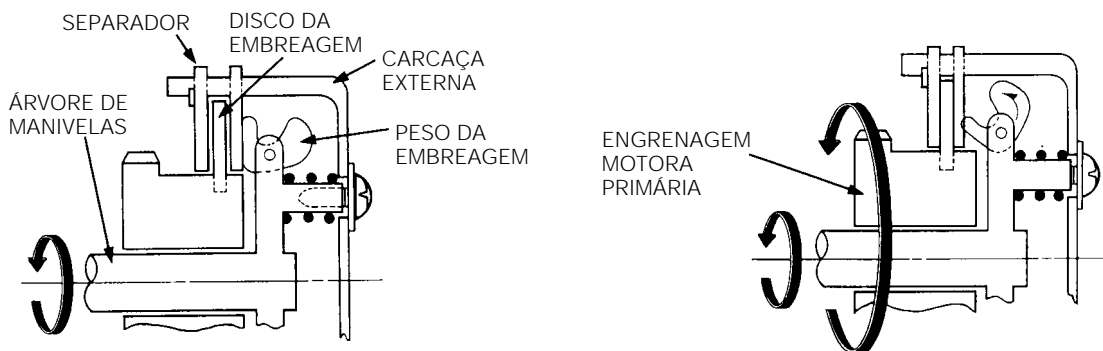 SEPARADOR
DISCO DA
EMBREAGEM
CARCAÇA
EXTERNA
ÁRVORE DE
MANIVELAS
PESO DA
EMBREAGEM
ENGRENAGEM
MOTORA
PRIMÁRIA